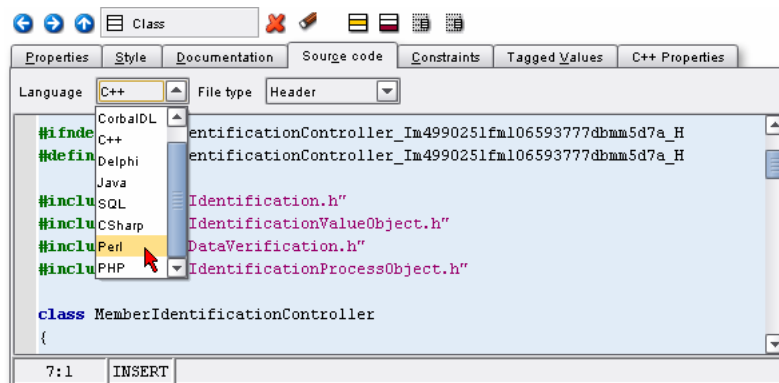 Class
Properties Style Documentation Source code Constraints Tagged Values C++ Properties
Language C++ File type Header
CorbaIDL
C++
Delphi
Java
SQL
CSharp
Perl
PHP
#ifnde entificationController_Im4990251fm106593777dbmm5d7a_H
#defin entificationController_Im4990251fm106593777dbmm5d7a_H
#inclu Identification.h"
#inclu IdentificationValueObject.h"
#inclu DataVerification.h"
#inclu IdentificationProcessObject.h"
class MemberIdentificationController
{
7:1 INSERT